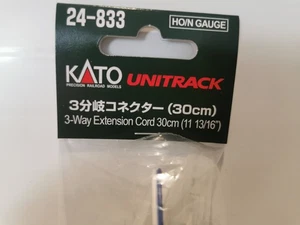 24-833
HO/N GAUGE
KATO UNITRACK
PRECISION RAILROAD MODELS
3分岐コネクター (30cm)
3-Way Extension Cord 30cm (11 13/16")